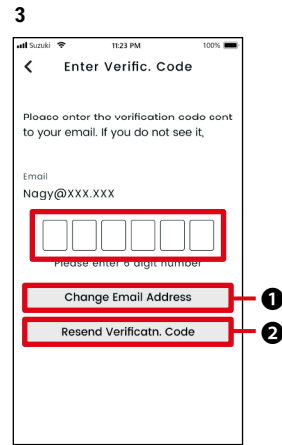 3
Suzuki 11:23 PM 100%
Enter Verific. Code
Please enter the verification code sent
to your email. If you do not see it,
Email
Nagy@XXX.XXX
Please enter 6 digit number
Change Email Address
1
Resend Verificatn. Code
2